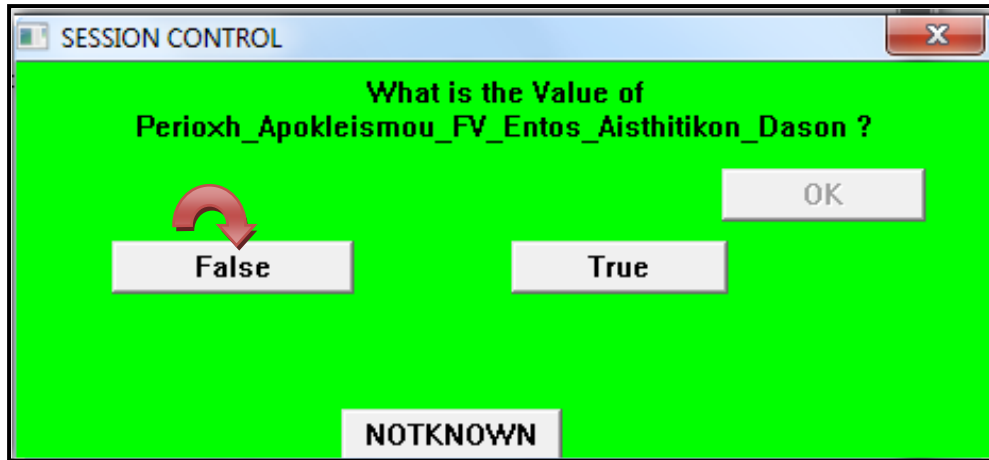 SESSION CONTROL
What is the Value of
Perioxh_Apokleismou_FV_Entos_Aisthitikon_Dason ?
OK
False
True
NOTKNOWN